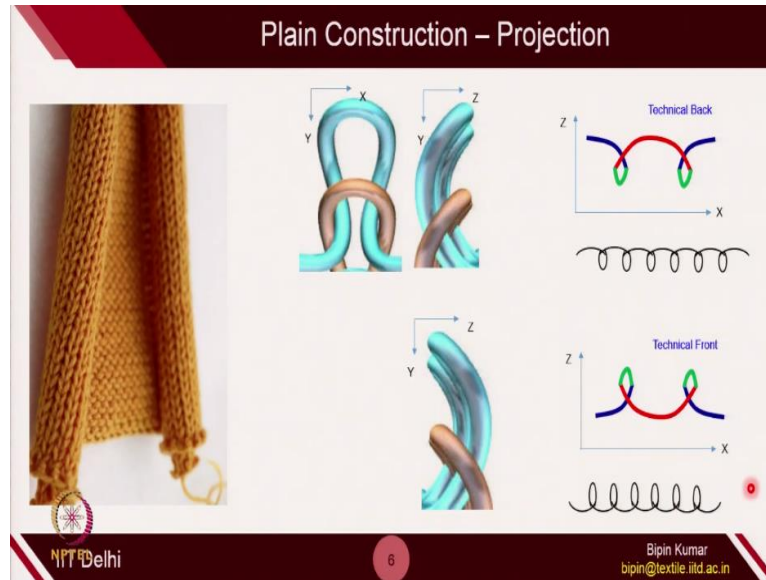 Plain Construction – Projection
X
Y
Z
Y
Z
Technical Back
X
Z
Y
Technical Front
Z
X
NPTEL
IIT Delhi
6
Bipin Kumar
bipin@textile.iitd.ac.in